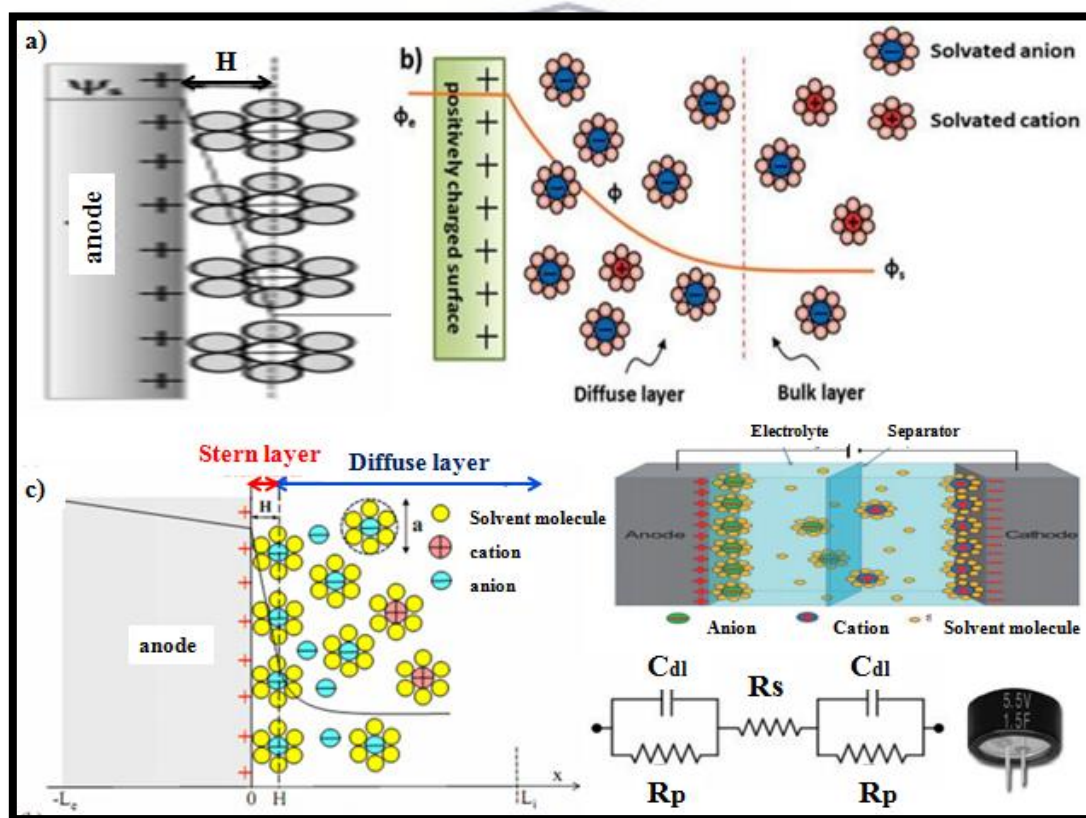 a)
H
Ψs
anode
b)
positively charged surface
ϕe
ϕ
ϕs
Solvated anion
Solvated cation
Diffuse layer
Bulk layer
Stern layer
Diffuse layer
c)
H
a
Solvent molecule
cation
anion
anode
-Le
0
H
Li
x
Electrolyte
Separator
Anode
Cathode
Anion
Cation
Solvent molecule
Cdl
Rs
Cdl
Rp
Rp
5.5V
1.5F